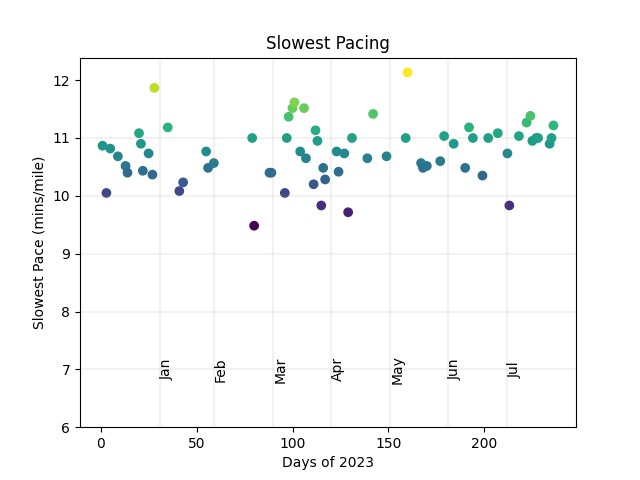 Slowest Pacing
Slowest Pace (mins/mile)
12
11
10
9
8
7
6
Jan
Feb
Mar
Apr
May
Jun
Jul
0 50 100 150 200
Days of 2023